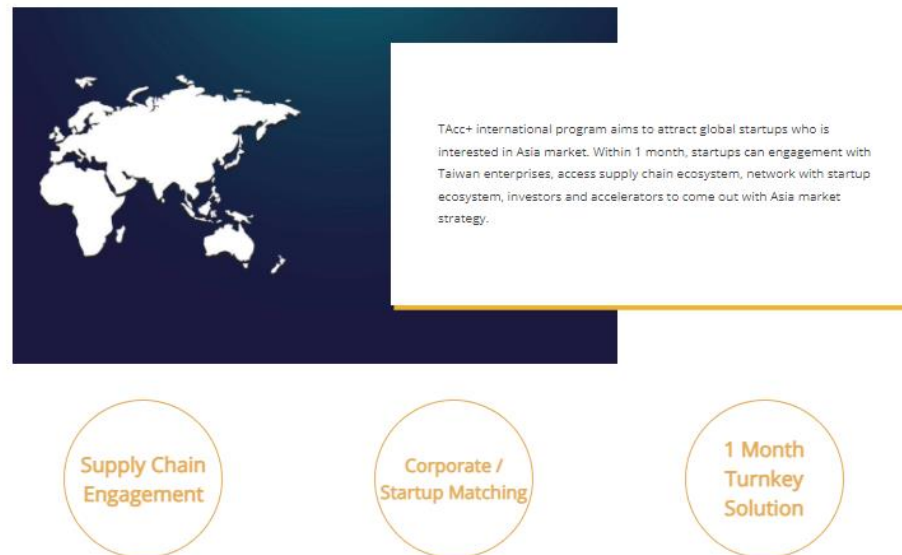 TAcc+ international program aims to attract global startups who is
interested in Asia market. Within 1 month, startups can engagement with
Taiwan enterprises, access supply chain ecosystem, network with startup
ecosystem, investors and accelerators to come out with Asia market
strategy.
Supply Chain
Engagement
Corporate /
Startup Matching
1 Month
Turnkey
Solution